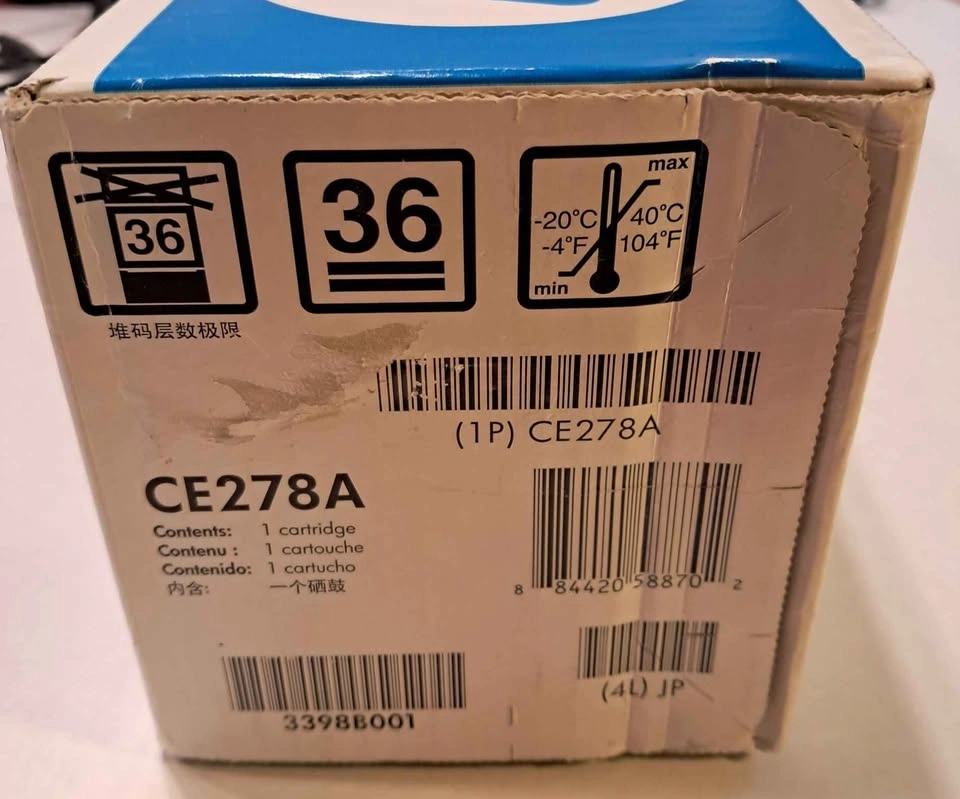 36
36
max
-20°C
40°C
-4°F
104°F
min
堆码层数极限
(1P) CE278A
CE278A
Contents: 1 cartridge
Contenu : 1 cartouche
Contenido: 1 cartucho
内含: 一个硒鼓
8 84420 58870 2
(4L) JP
3398B001